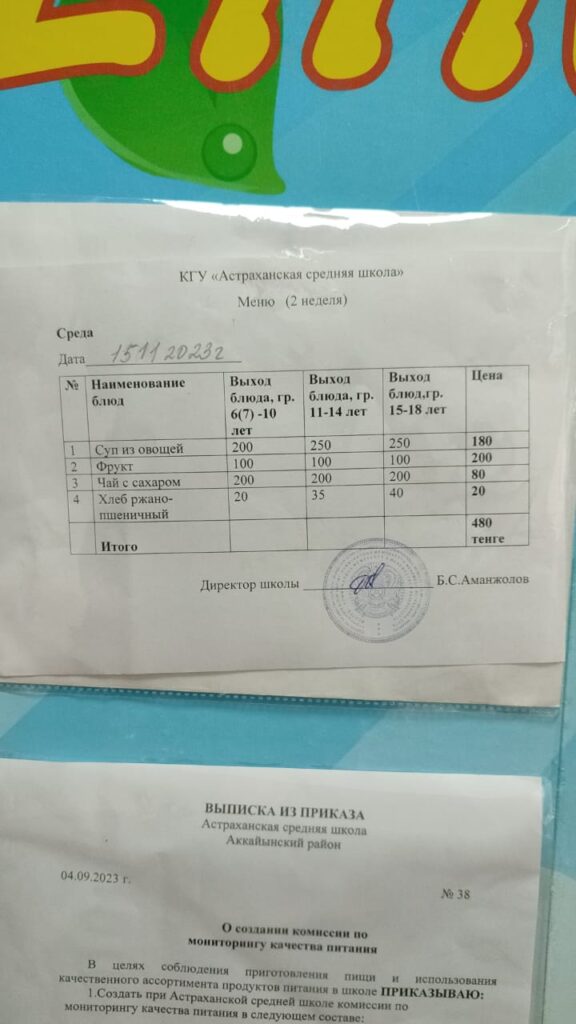 КГУ «Астраханская средняя школа»
Меню (2 неделя)
Среда
Дата 15 11 2023г
№ Наименование блюд Выход блюда, гр. 6(7) -10 лет Выход блюда, гр. 11-14 лет Выход блюд,гр. 15-18 лет Цена
1 Суп из овощей 200 250 250 180
2 Фрукт 100 100 100 200
3 Чай с сахаром 200 200 200 80
4 Хлеб ржано-пшеничный 20 35 40 20
Итого 480 тенге
Директор школы Б.С.Аманжолов
ВЫПИСКА ИЗ ПРИКАЗА
Астраханская средняя школа
Аккайынский район
04.09.2023 г.
№ 38
О создании комиссии по
мониторингу качества питания
В целях соблюдения приготовления пищи и использования
качественного ассортимента продуктов питания в школе ПРИКАЗЫВАЮ:
1.Создать при Астраханской средней школе комиссии по
мониторингу качества питания в следующем составе: